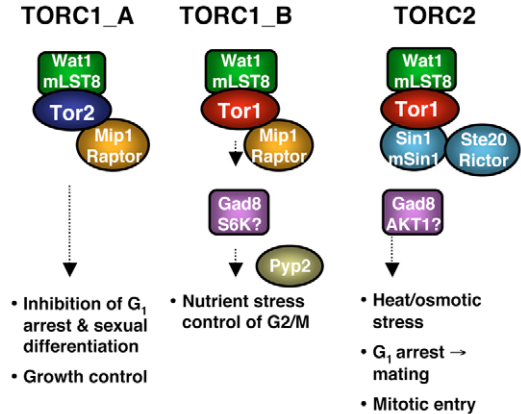 TORC1_A
Wat1
mLST8
Tor2
Mip1
Raptor
• Inhibition of G1
arrest & sexual
differentiation
• Growth control
TORC1_B
Wat1
mLST8
Tor1
Mip1
Raptor
Gad8
S6K?
Pyp2
• Nutrient stress
control of G2/M
TORC2
Wat1
mLST8
Tor1
Sin1
mSin1
Ste20
Rictor
Gad8
AKT1?
• Heat/osmotic
stress
• G1 arrest →
mating
• Mitotic entry